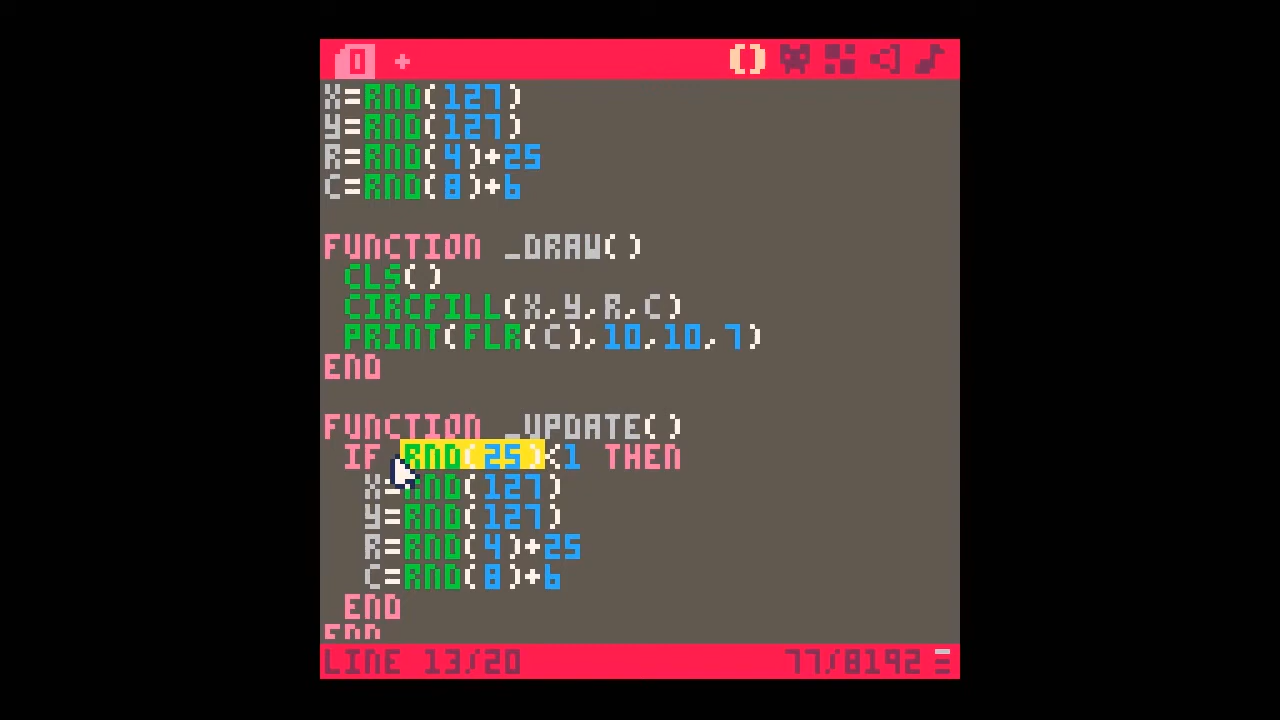 0 +
X=RND(127)
Y=RND(127)
R=RND(4)+25
C=RND(8)+6
FUNCTION _DRAW()
CLS()
CIRCFILL(X,Y,R,C)
PRINT(FLR(C),10,10,7)
END
FUNCTION _UPDATE()
IF RND(25)<1 THEN
X=RND(127)
Y=RND(127)
R=RND(4)+25
C=RND(8)+6
END
END
LINE 13/20 77/8192